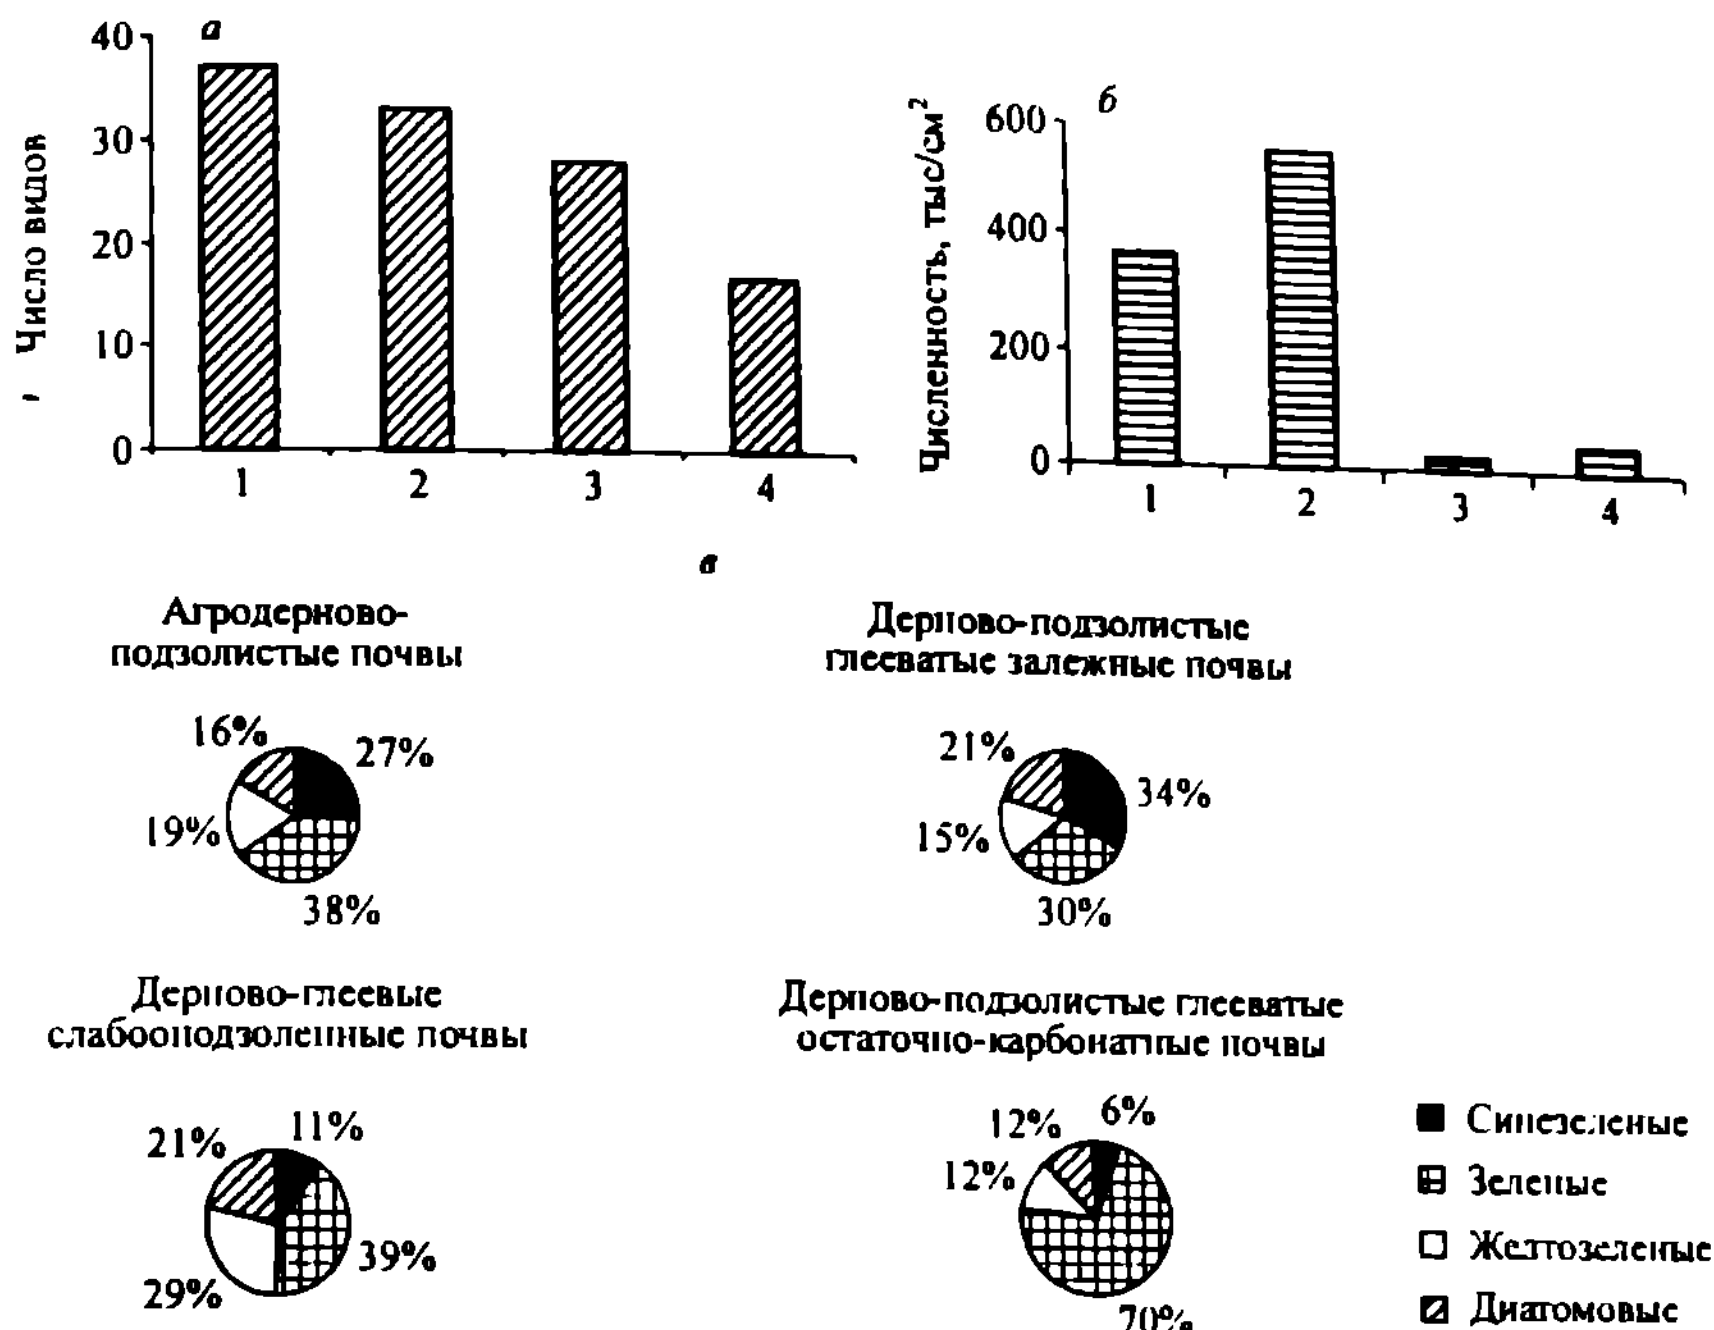 а
40
30
20
10
0
Число видов
1 2 3 4
б
600
400
200
0
Численность, тыс/см²
1 2 3 4
в
Агродерново-
подзолистые почвы
16% 27%
19%
38%
Дерново-подзолистые
глееватые залежные почвы
21%
34%
15%
30%
Дерново-глеевые
слабооподзоленные почвы
21% 11%
39%
29%
Дерново-подзолистые глееватые
остаточно-карбонатные почвы
12% 6%
12%
70%
Синезеленые
Зеленые
Желтозеленые
Диатомовые